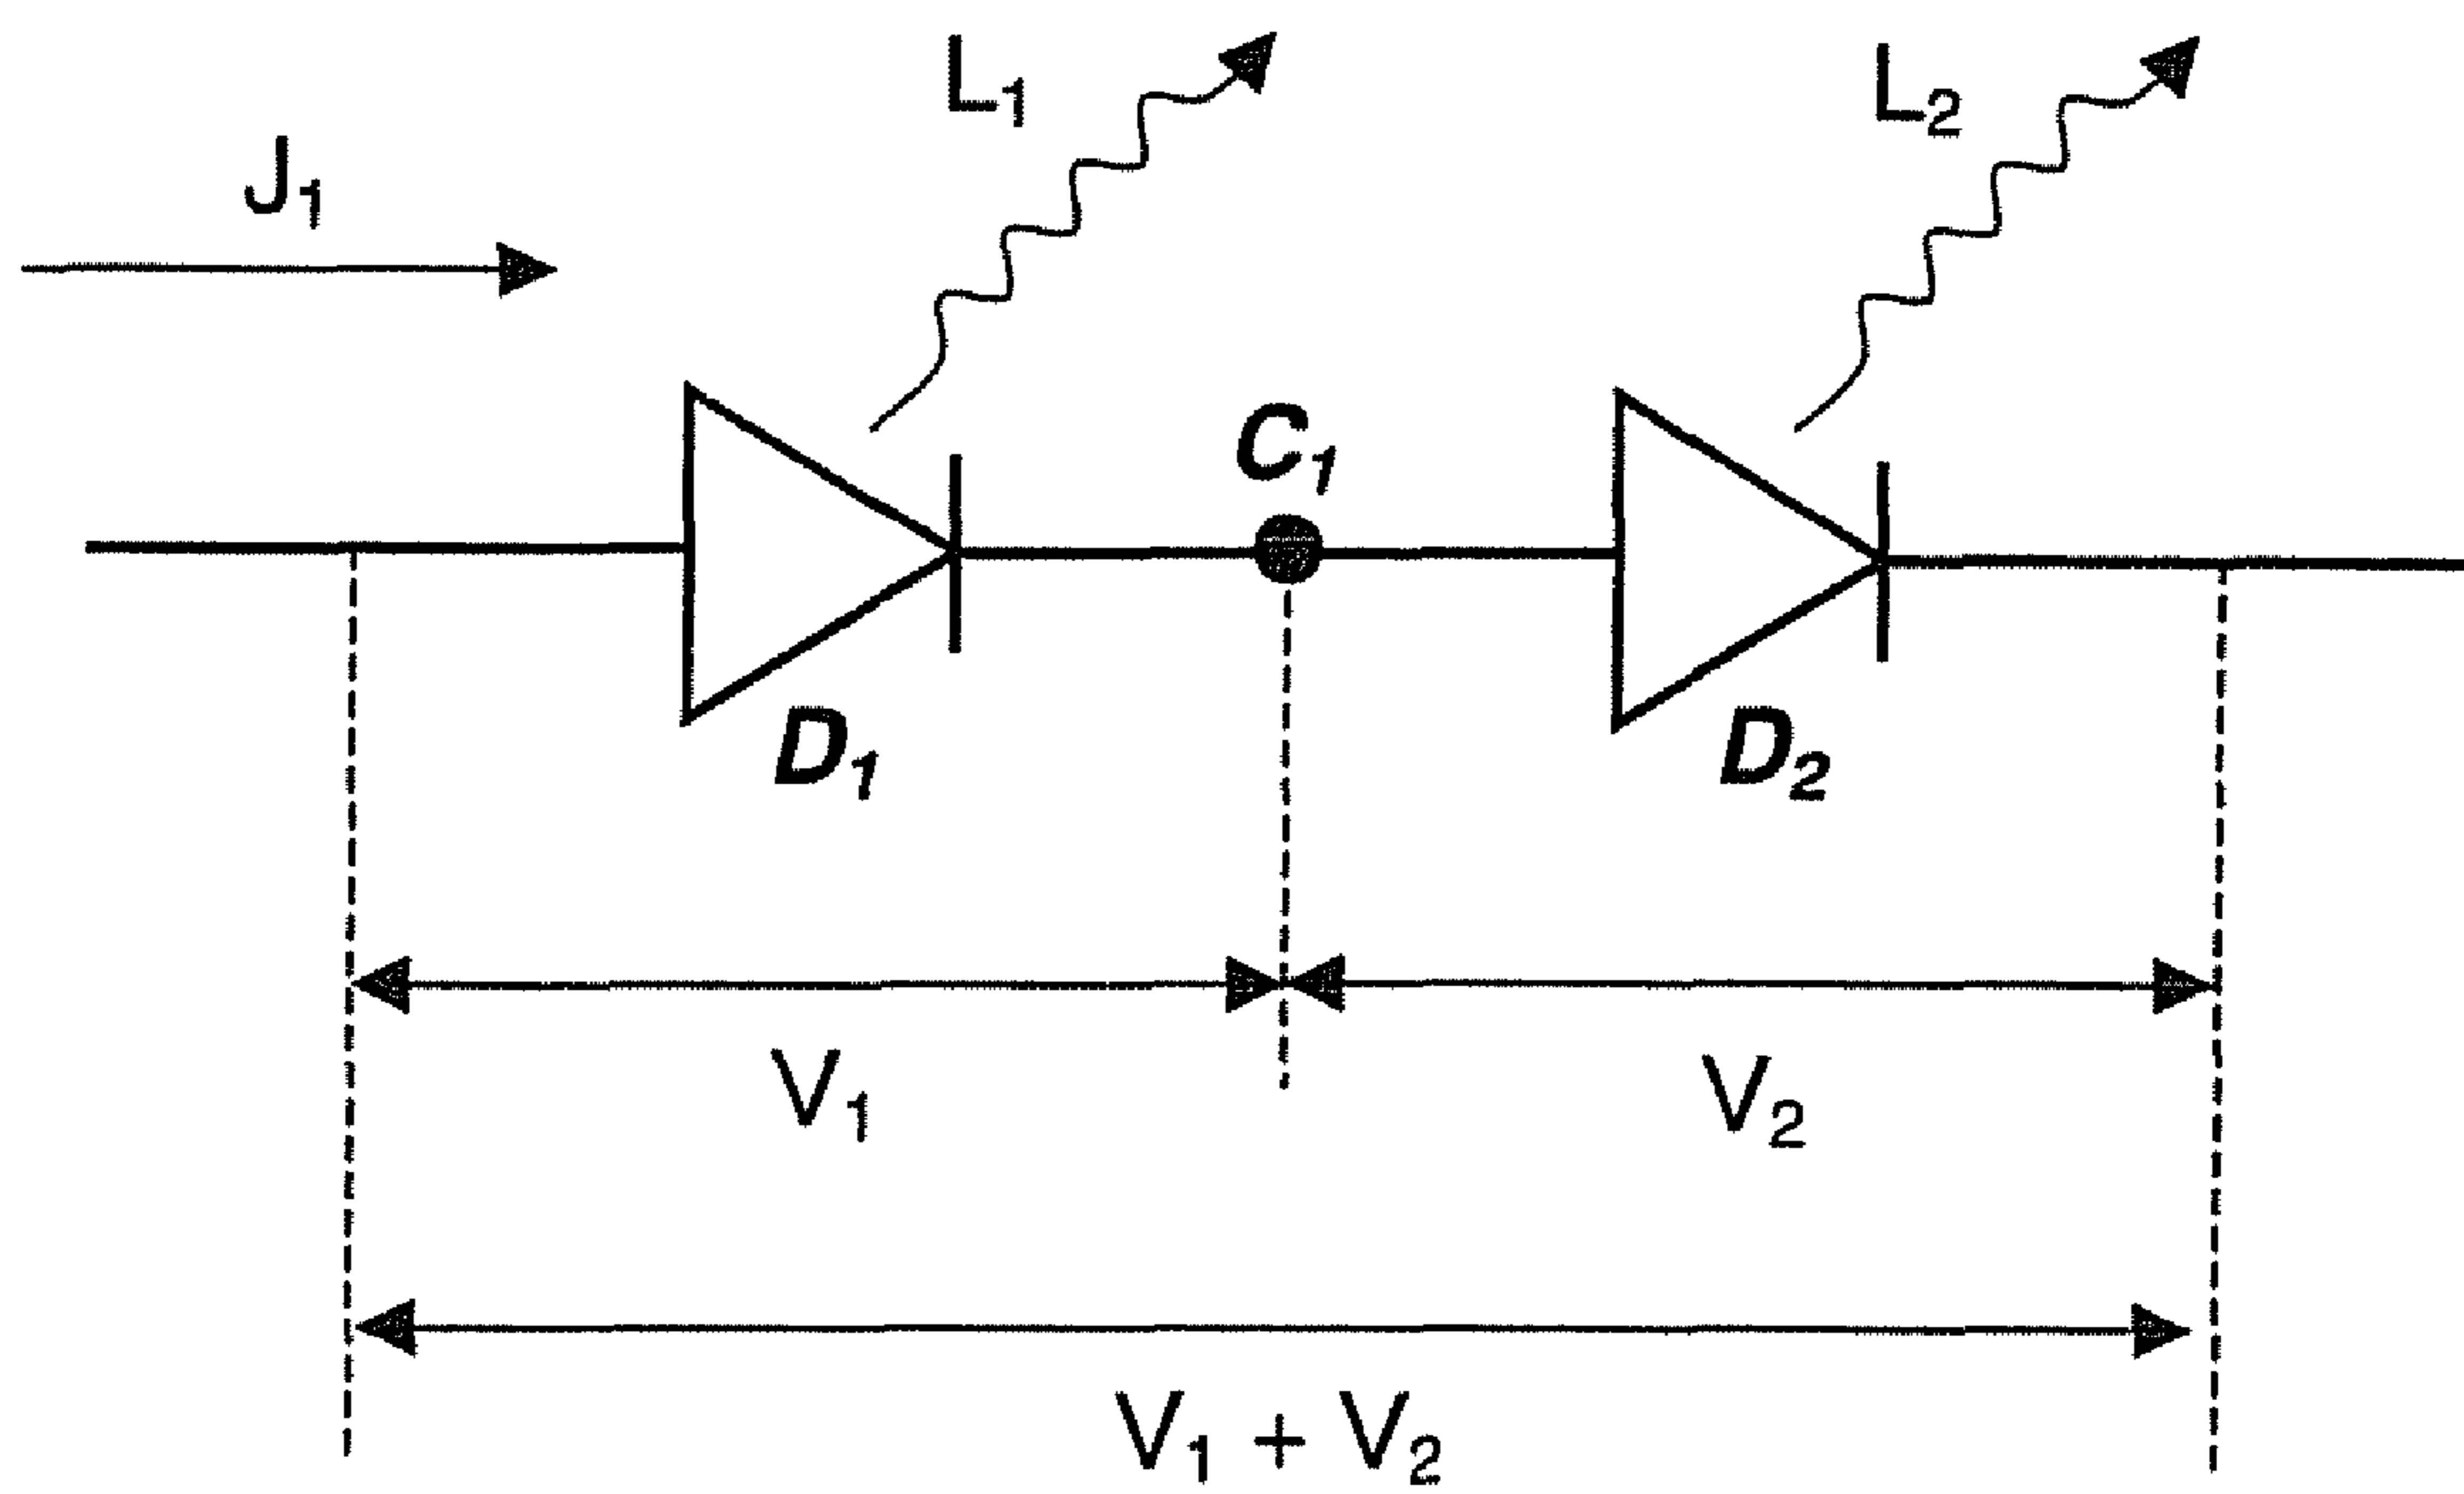 L₁
L₂
J₁
C₁
D₁
D₂
V₁
V₂
V₁ + V₂